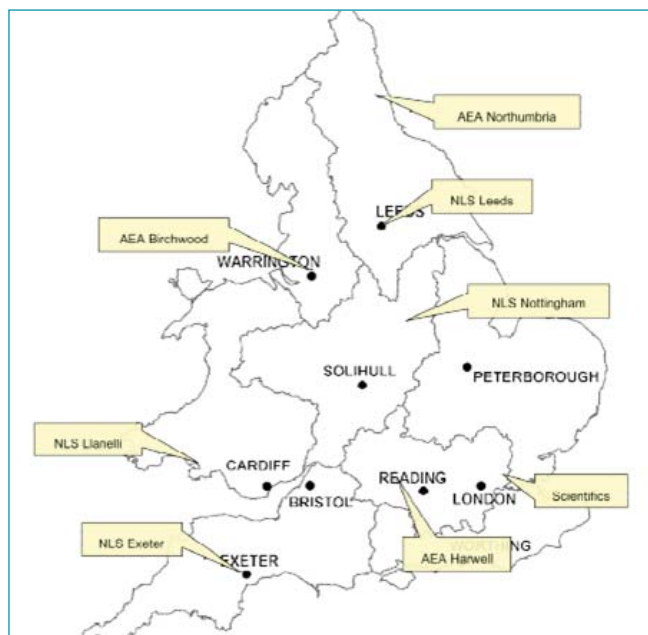 AEA Northumbria
NLS Leeds
LEEDS
AEA Birchwood
WARRINGTON
NLS Nottingham
SOLIHULL
PETERBOROUGH
NLS Llanelli
CARDIFF
READING
BRISTOL
LONDON
Scientifics
NLS Exeter
EXETER
WORTHING
AEA Harwell